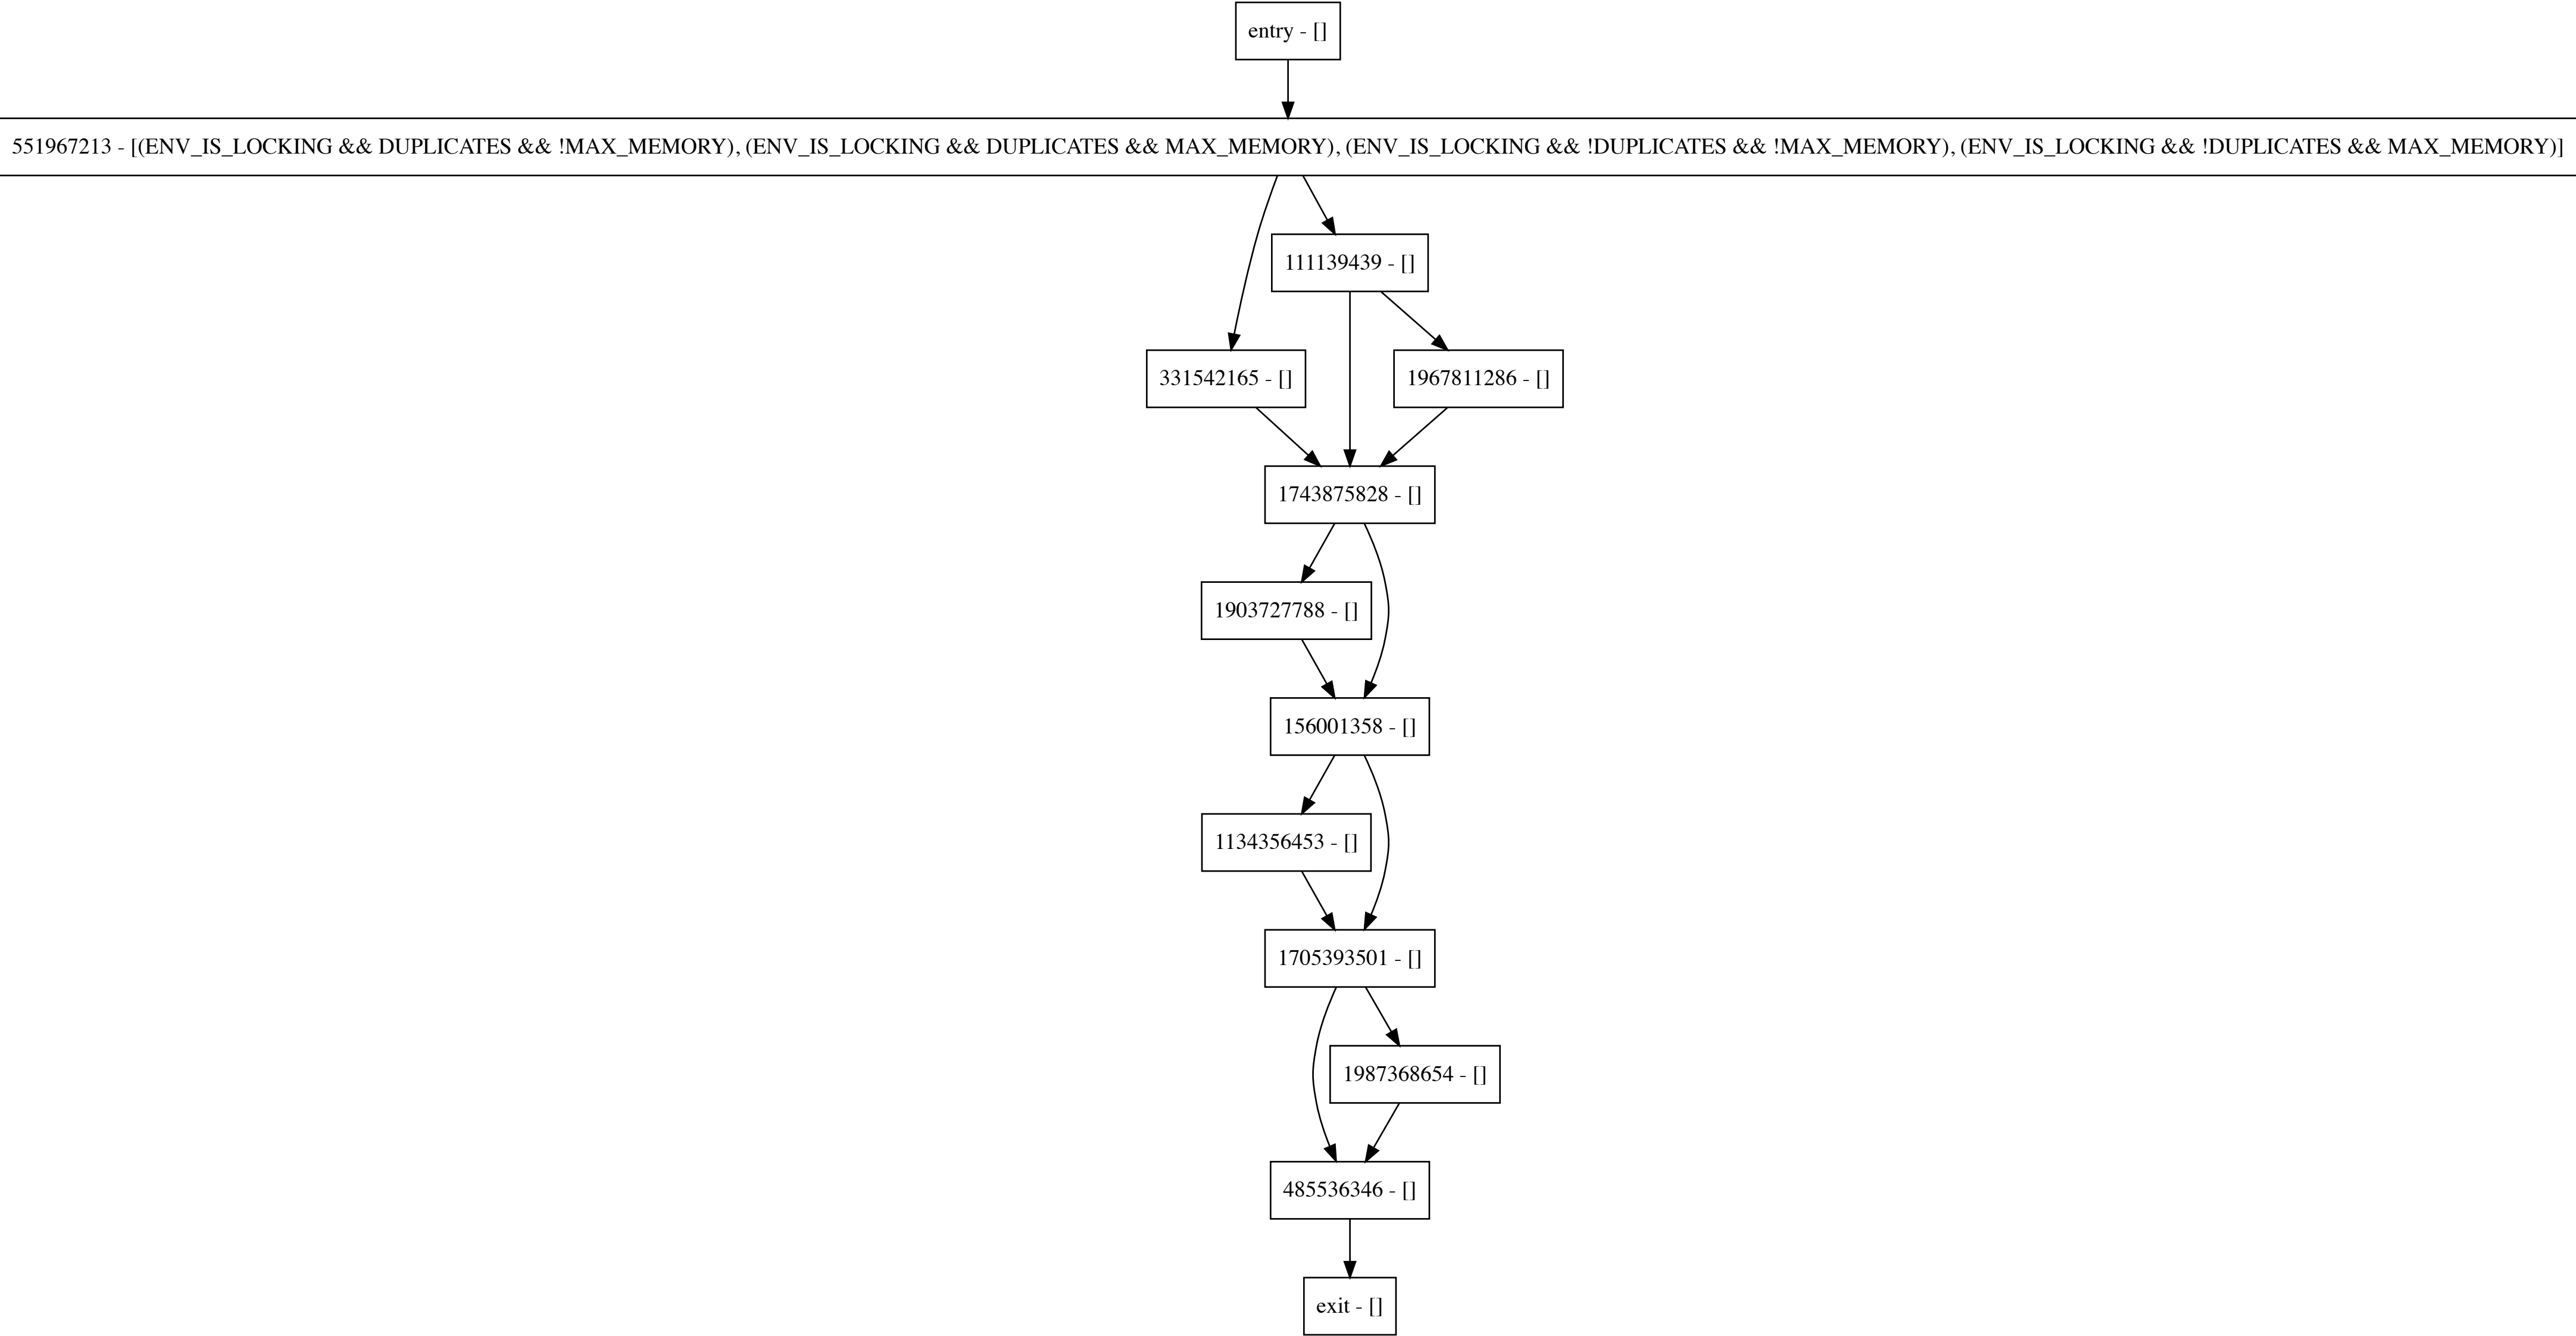 entry - []
551967213 - [(ENV_IS_LOCKING && DUPLICATES && !MAX_MEMORY), (ENV_IS_LOCKING && DUPLICATES && MAX_MEMORY), (ENV_IS_LOCKING && !DUPLICATES && !MAX_MEMORY), (ENV_IS_LOCKING && !DUPLICATES && MAX_MEMORY)]
111139439 - []
331542165 - []
1967811286 - []
1743875828 - []
1903727788 - []
156001358 - []
1134356453 - []
1705393501 - []
1987368654 - []
485536346 - []
exit - []